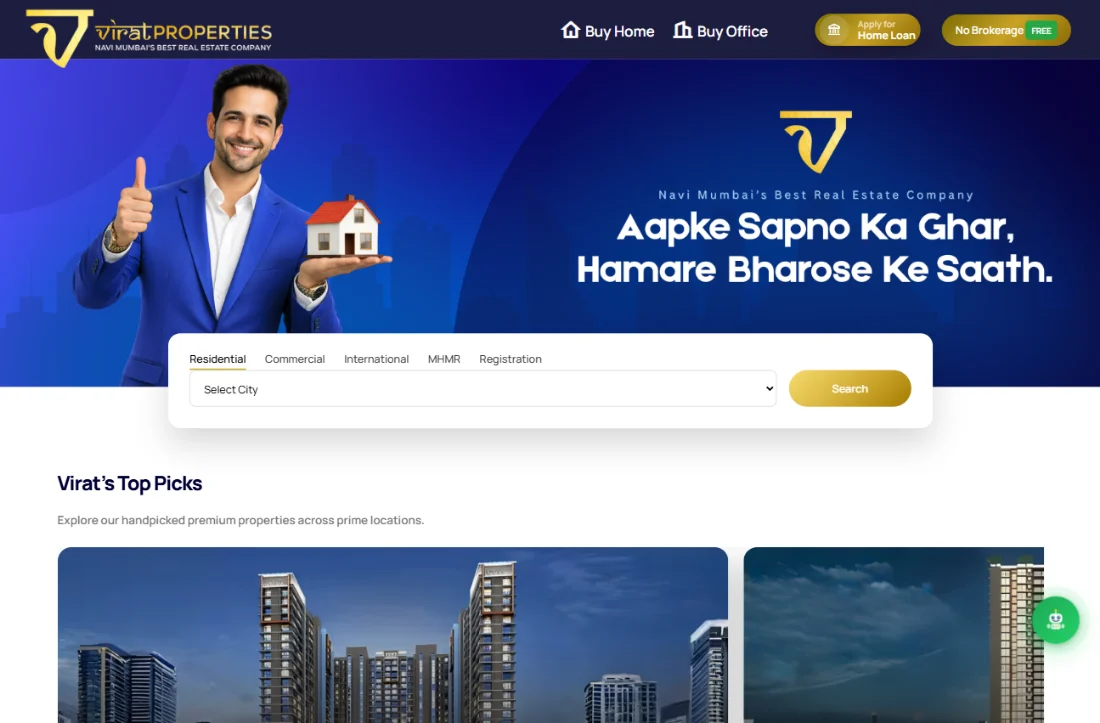 viratPROPERTIES
NAVI MUMBAI'S BEST REAL ESTATE COMPANY
Buy Home
Buy Office
Apply for
Home Loan
No Brokerage FREE
Navi Mumbai's Best Real Estate Company
Aapke Sapno Ka Ghar,
Hamare Bharose Ke Saath.
Residential Commercial International MHMR Registration
Select City
Search
Virat's Top Picks
Explore our handpicked premium properties across prime locations.